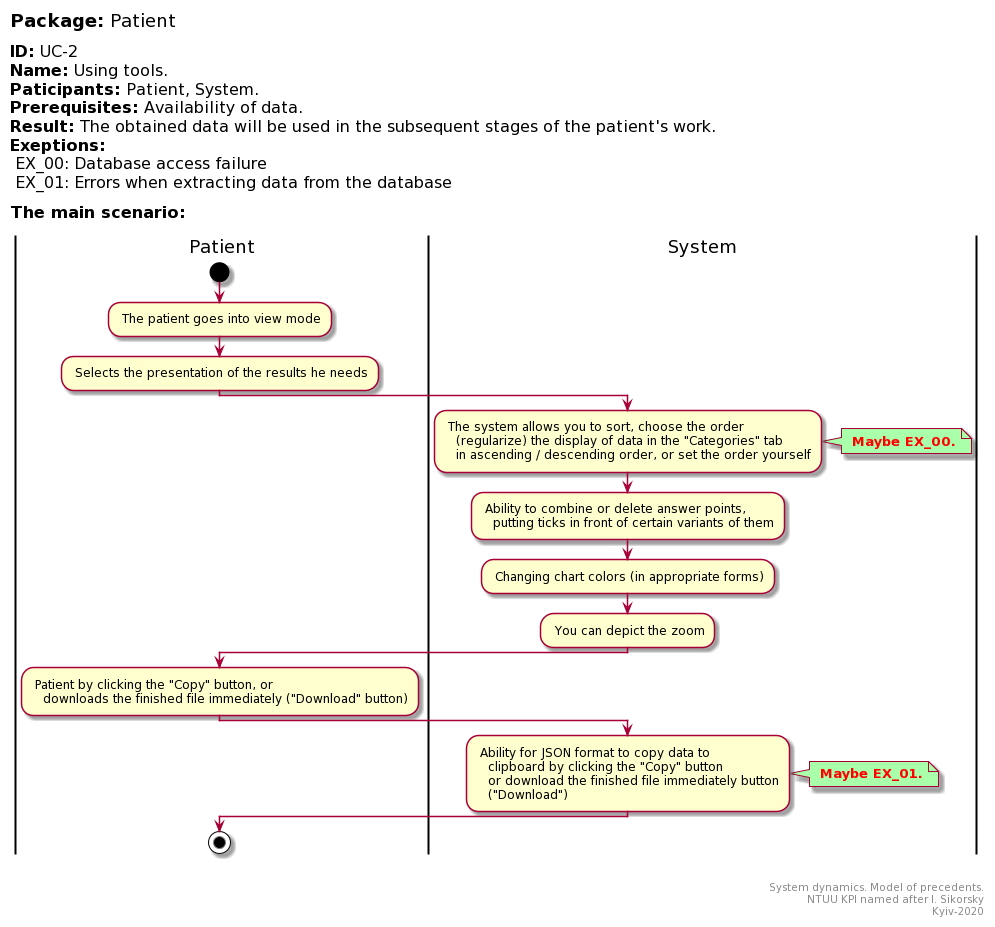 Package: Patient
ID: UC-2
Name: Using tools.
Paticipants: Patient, System.
Prerequisites: Availability of data.
Result: The obtained data will be used in the subsequent stages of the patient's work.
Exeptions:
EX_00: Database access failure
EX_01: Errors when extracting data from the database
The main scenario:
Patient
System
The patient goes into view mode
Selects the presentation of the results he needs
The system allows you to sort, choose the order
(regularize) the display of data in the "Categories" tab
in ascending / descending order, or set the order yourself
Maybe EX_00.
Ability to combine or delete answer points,
putting ticks in front of certain variants of them
Changing chart colors (in appropriate forms)
You can depict the zoom
Patient by clicking the "Copy" button, or
downloads the finished file immediately ("Download" button)
Ability for JSON format to copy data to
clipboard by clicking the "Copy" button
or download the finished file immediately button
("Download")
Maybe EX_01.
System dynamics. Model of precedents.
NTUU KPI named after I. Sikorsky
Kyiv-2020